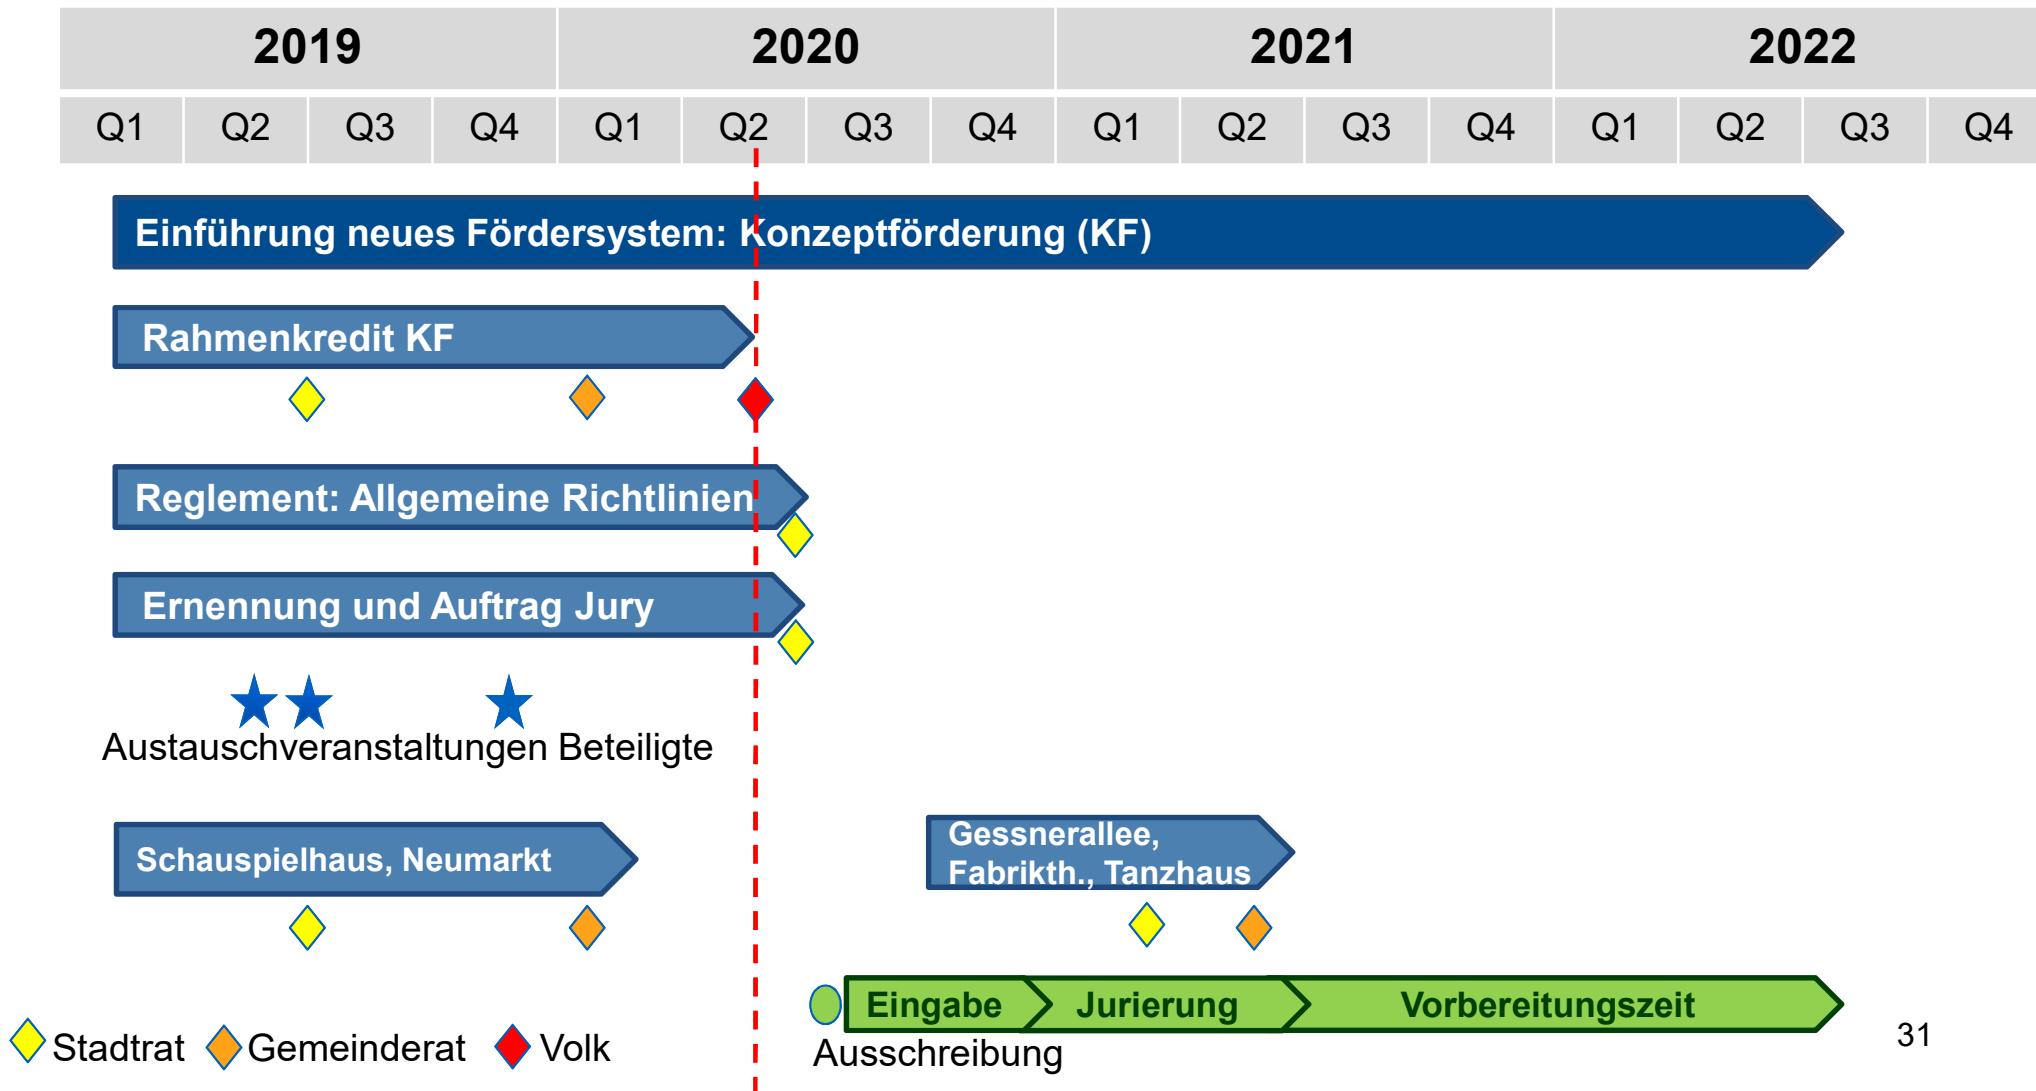 2019 2020 2021 2022
Q1 Q2 Q3 Q4 Q1 Q2 Q3 Q4 Q1 Q2 Q3 Q4 Q1 Q2 Q3 Q4
Einführung neues Fördersystem: Konzeptförderung (KF)
Rahmenkredit KF
Reglement: Allgemeine Richtlinien
Ernennung und Auftrag Jury
Austauschveranstaltungen Beteiligte
Schauspielhaus, Neumarkt
Gessnerallee,
Fabrikth., Tanzhaus
Eingabe Jurierung Vorbereitungszeit
Ausschreibung
Stadtrat Gemeinderat Volk
31